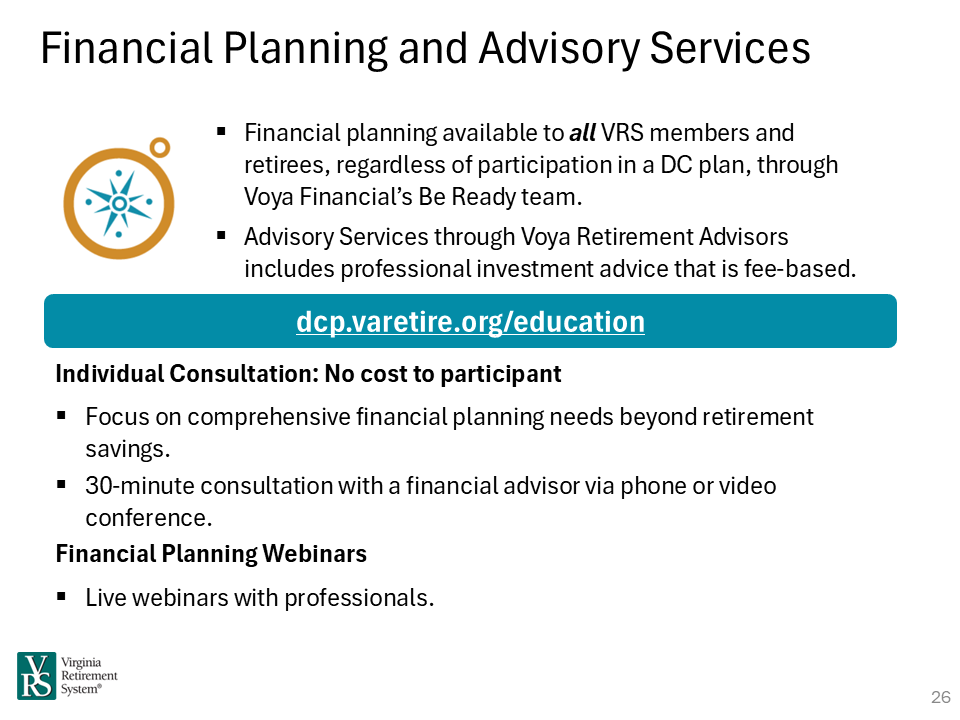 Financial Planning and Advisory Services
▪ Financial planning available to all VRS members and
retirees, regardless of participation in a DC plan, through
Voya Financial’s Be Ready team.
▪ Advisory Services through Voya Retirement Advisors
includes professional investment advice that is fee-based.
dcp.varetire.org/education
Individual Consultation: No cost to participant
▪ Focus on comprehensive financial planning needs beyond retirement
savings.
▪ 30-minute consultation with a financial advisor via phone or video
conference.
Financial Planning Webinars
▪ Live webinars with professionals.
VRS
Virginia
Retirement
System®
26